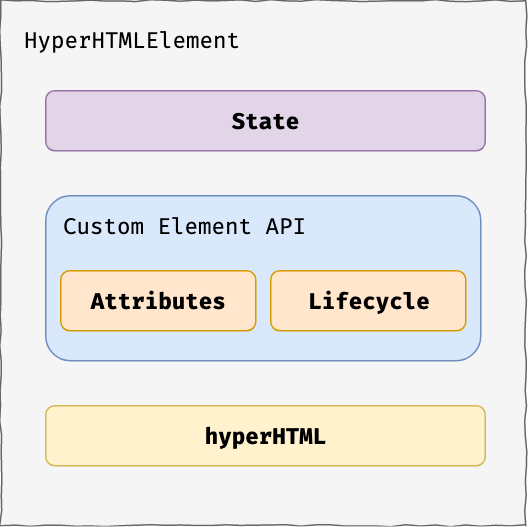 HyperHTMLElement
State
Custom Element API
Attributes
Lifecycle
hyperHTML